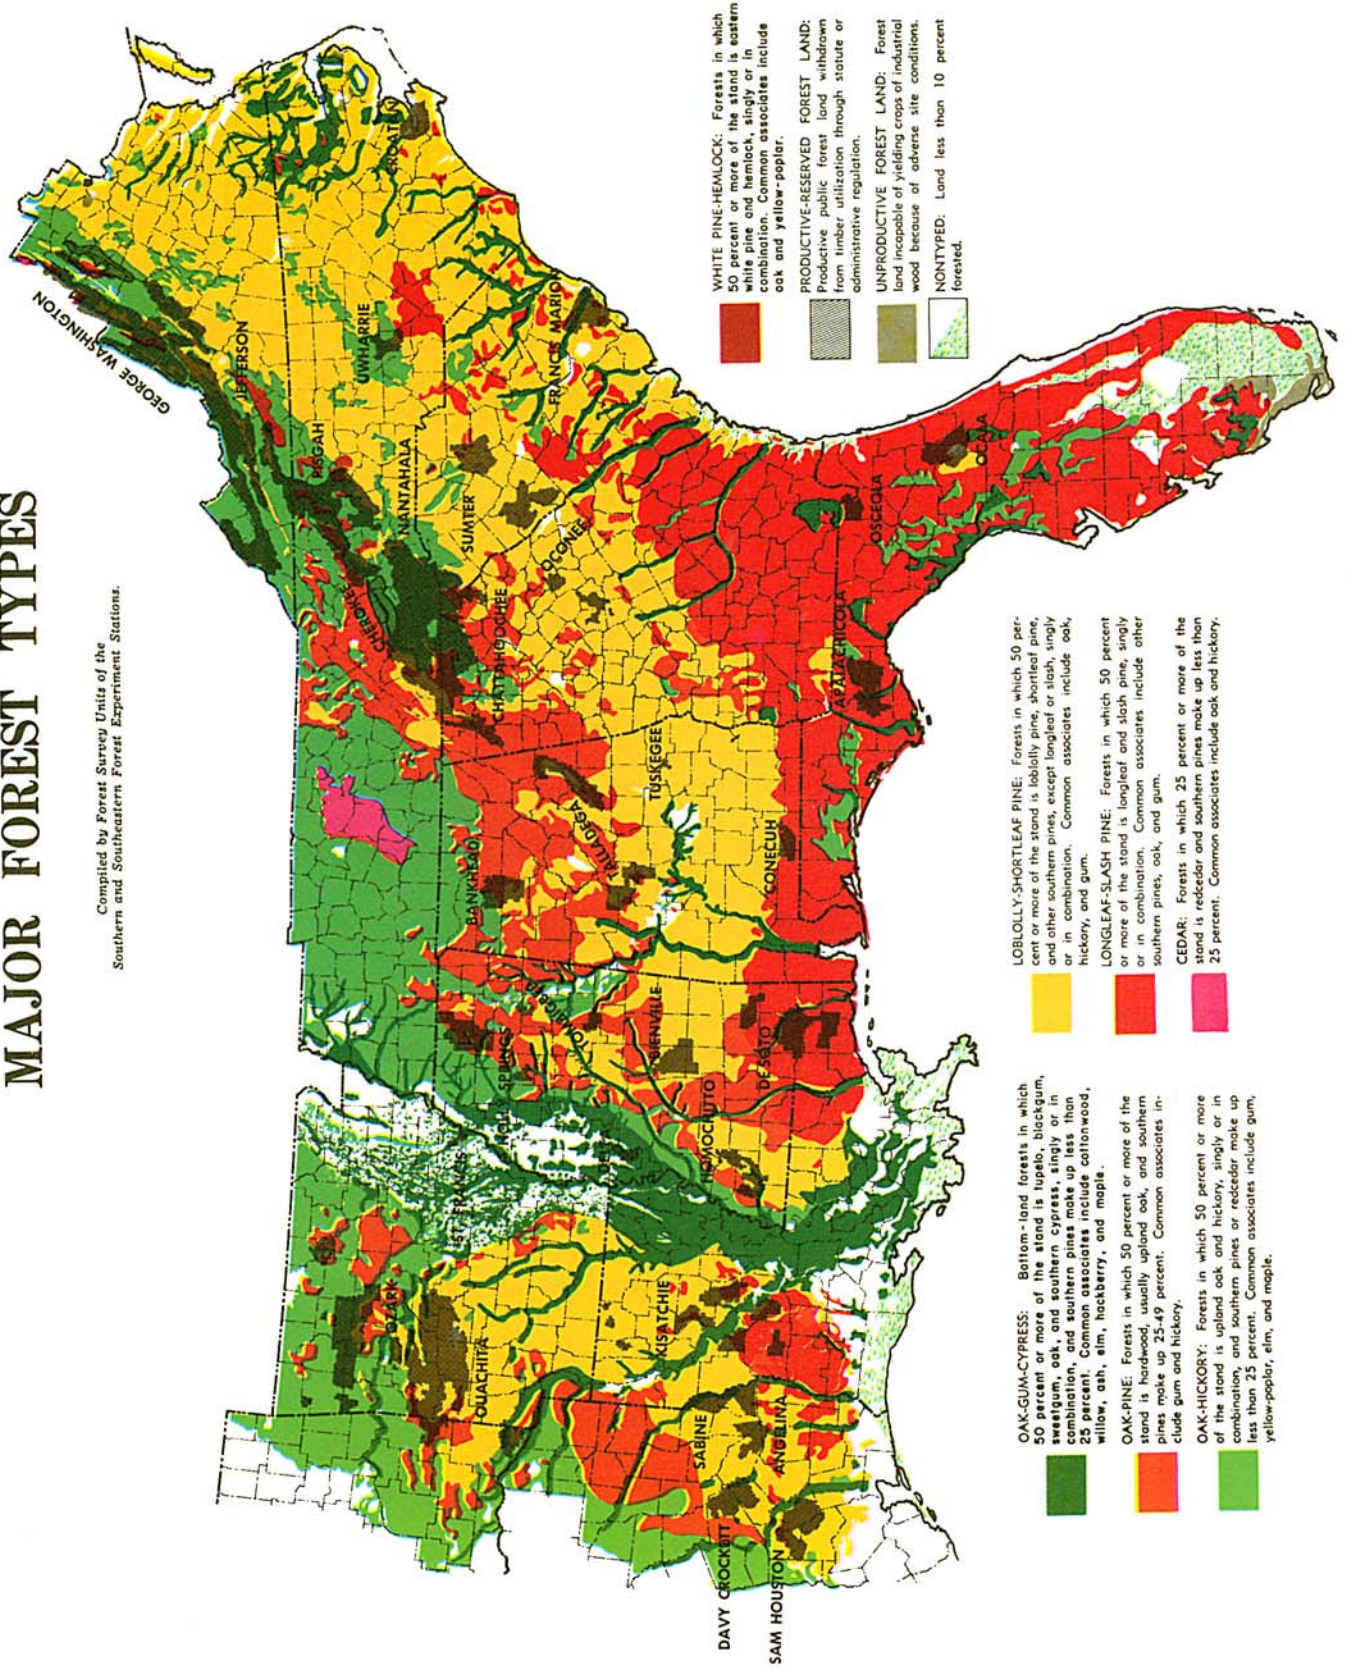 MAJOR FOREST TYPES
Compiled by Forest Survey Units of the
Southern and Southeastern Forest Experiment Stations.
GEORGE WASHINGTON
JEFFERSON
UWHARRIE
CROATAN
PISGAH
NANTAHALA
CHEROKEE
SUMTER
FRANCIS MARION
OCONEE
CHATTAHOOCHEE
OSCEOLA
OCALA
APALACHICOLA
TUSKEGEE
TALLADEGA
BANKHEAD
CONECUH
TOMBIGBEE
HOLLY SPRINGS
BIENVILLE
DE SOTO
HOMOCHITTO
DELTA
ST. FRANCIS
OZARK
OUACHITA
KISATCHIE
SABINE
ANGELINA
DAVY CROCKETT
SAM HOUSTON
OAK-GUM-CYPRESS: Bottom-land forests in which
50 percent or more of the stand is tupelo, blackgum,
sweetgum, oak, and southern cypress, singly or in
combination, and southern pines make up less than
25 percent. Common associates include cottonwood,
willow, ash, elm, hackberry, and maple.
OAK-PINE: Forests in which 50 percent or more of the
stand is hardwood, usually upland oak, and southern
pines make up 25-49 percent. Common associates in-
clude gum and hickory.
OAK-HICKORY: Forests in which 50 percent or more
of the stand is upland oak and hickory, singly or in
combination, and southern pines or redcedar make up
less than 25 percent. Common associates include gum,
yellow-poplar, elm, and maple.
LOBLOLLY-SHORTLEAF PINE: Forests in which 50 per-
cent or more of the stand is loblolly pine, shortleaf pine,
and other southern pines, except longleaf or slash, singly
or in combination. Common associates include oak,
hickory, and gum.
LONGLEAF-SLASH PINE: Forests in which 50 percent
or more of the stand is longleaf and slash pine, singly
or in combination. Common associates include other
southern pines, oak, and gum.
CEDAR: Forests in which 25 percent or more of the
stand is redcedar and southern pines make up less than
25 percent. Common associates include oak and hickory.
WHITE PINE-HEMLOCK: Forests in which
50 percent or more of the stand is eastern
white pine and hemlock, singly or in
combination. Common associates include
oak and yellow-poplar.
PRODUCTIVE-RESERVED FOREST LAND:
Productive public forest land withdrawn
from timber utilization through statute or
administrative regulation.
UNPRODUCTIVE FOREST LAND: Forest
land incapable of yielding crops of industrial
wood because of adverse site conditions.
NONTYPED: Land less than 10 percent
forested.